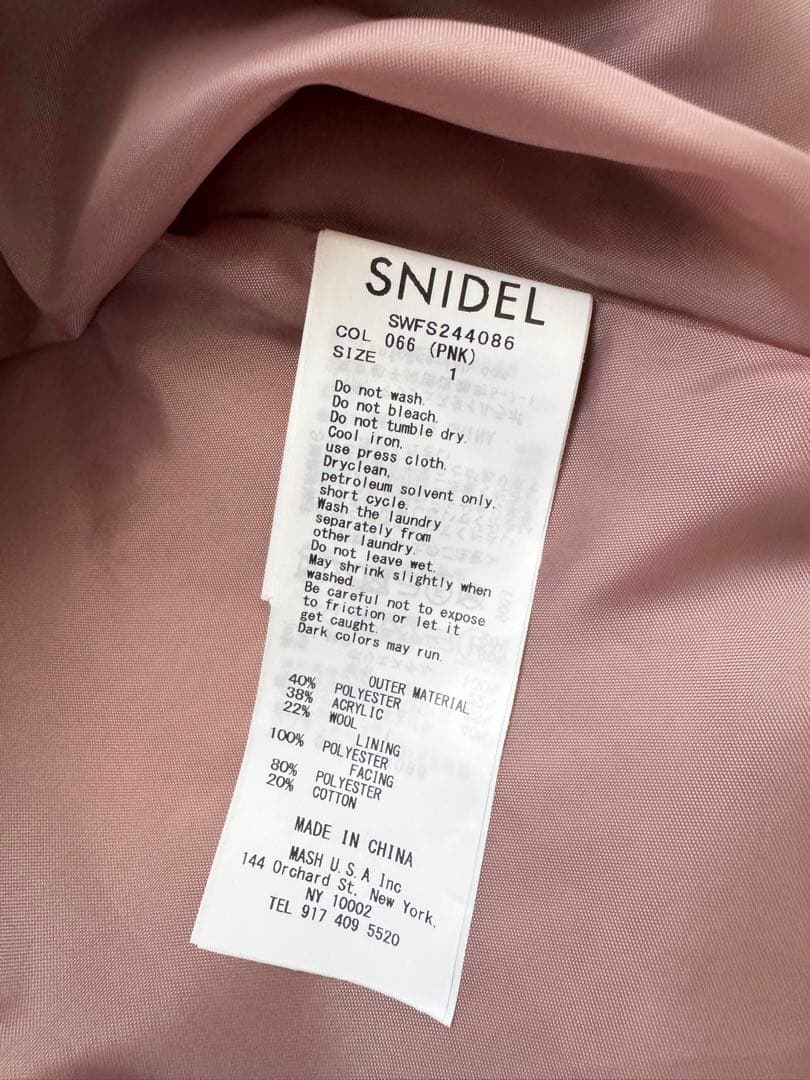 SNIDEL
SWFS244086
COL 066 (PNK)
SIZE 1
Do not wash.
Do not bleach.
Do not tumble dry.
Cool iron.
use press cloth.
Dryclean,
petroleum solvent only,
short cycle.
Wash the laundry
separately from
other laundry.
Do not leave wet.
May shrink slightly when
washed.
Be careful not to expose
to friction or let it
get caught.
Dark colors may run.
OUTER MATERIAL
40% POLYESTER
38% ACRYLIC
22% WOOL
LINING
100% POLYESTER
FACING
80% POLYESTER
20% COTTON
MADE IN CHINA
MASH U.S.A Inc
144 Orchard St. New York.
NY 10002
TEL 917 409 5520